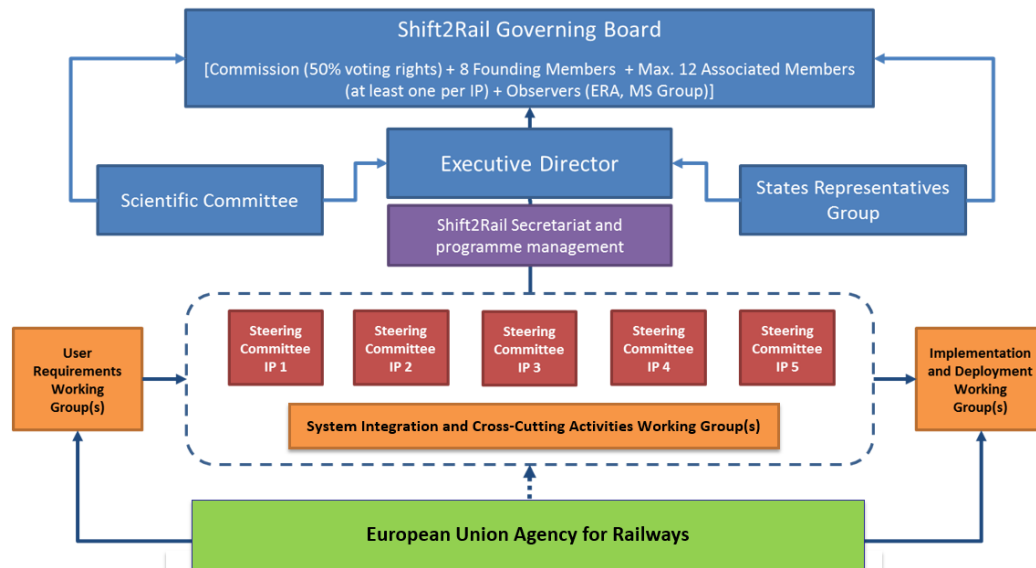 Shift2Rail Governing Board
[Commission (50% voting rights) + 8 Founding Members + Max. 12 Associated Members
(at least one per IP) + Observers (ERA, MS Group)]
Executive Director
Scientific Committee
States Representatives
Group
Shift2Rail Secretariat and
programme management
Steering
Committee
IP 1
Steering
Committee
IP 2
Steering
Committee
IP 3
Steering
Committee
IP 4
Steering
Committee
IP 5
User
Requirements
Working
Group(s)
Implementation
and Deployment
Working
Group(s)
System Integration and Cross-Cutting Activities Working Group(s)
European Union Agency for Railways